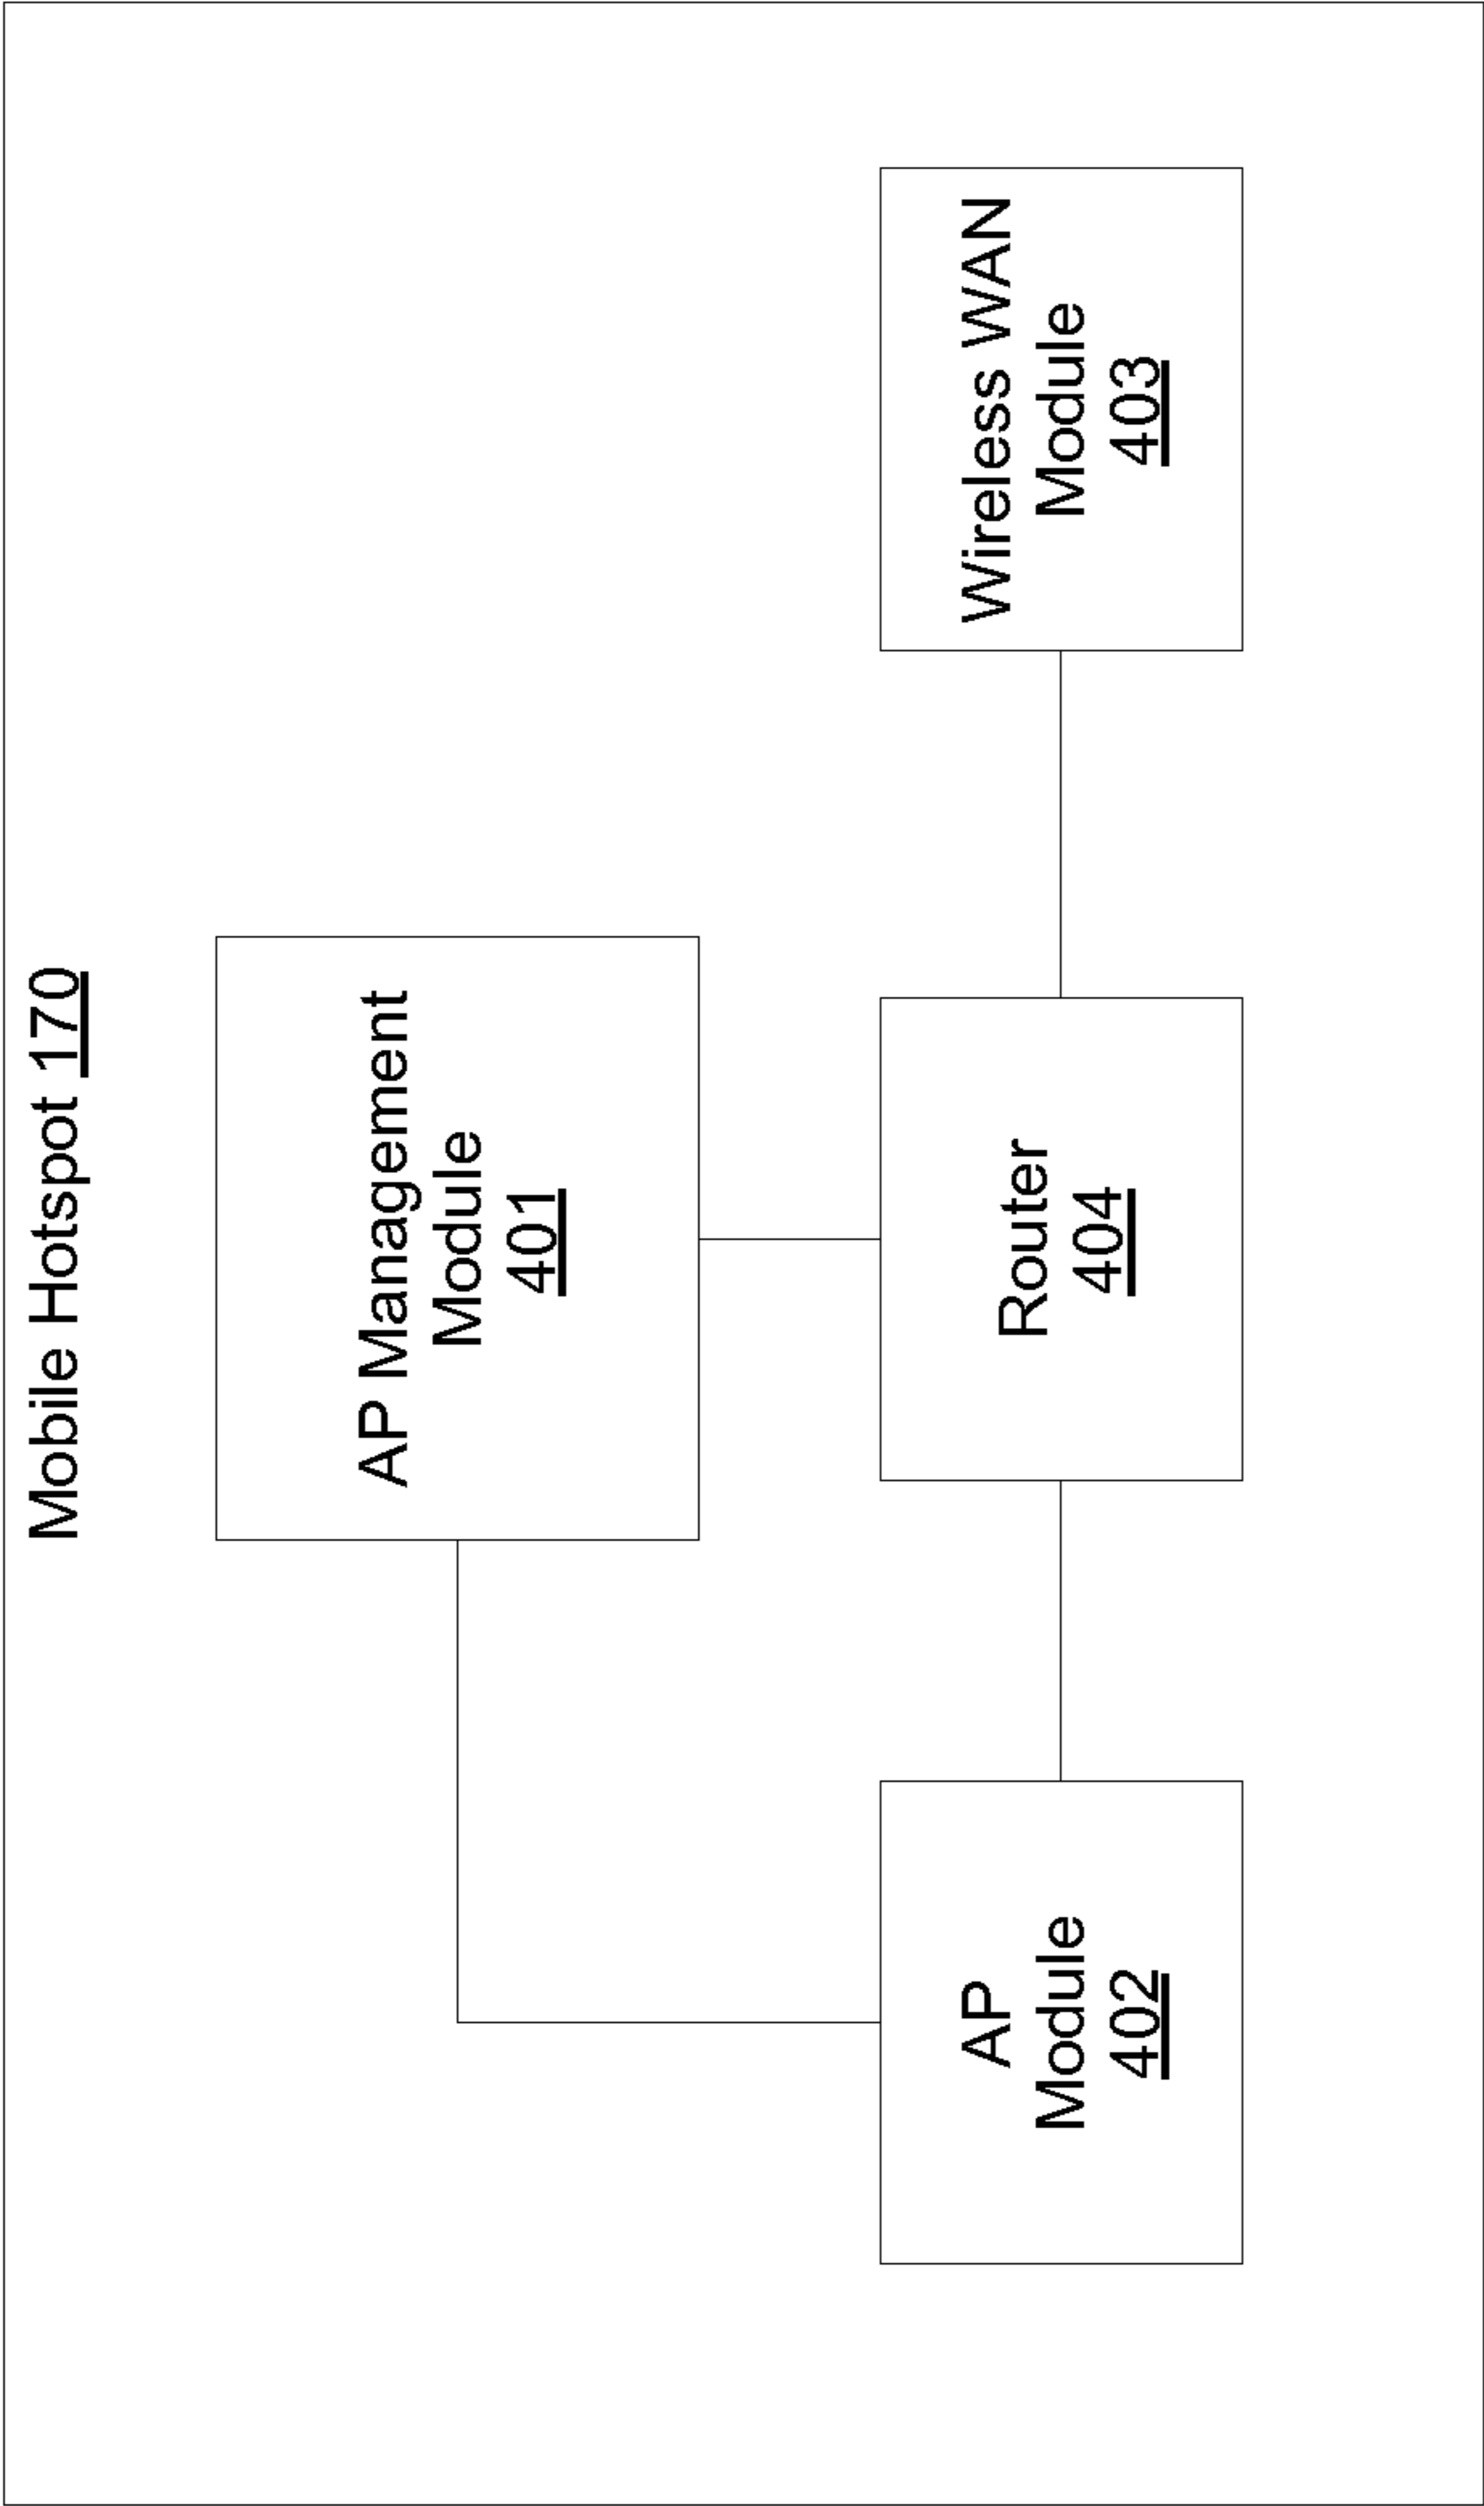 Mobile Hotspot 170
AP Management
Module
401
AP
Module
402
Router
404
Wireless WAN
Module
403